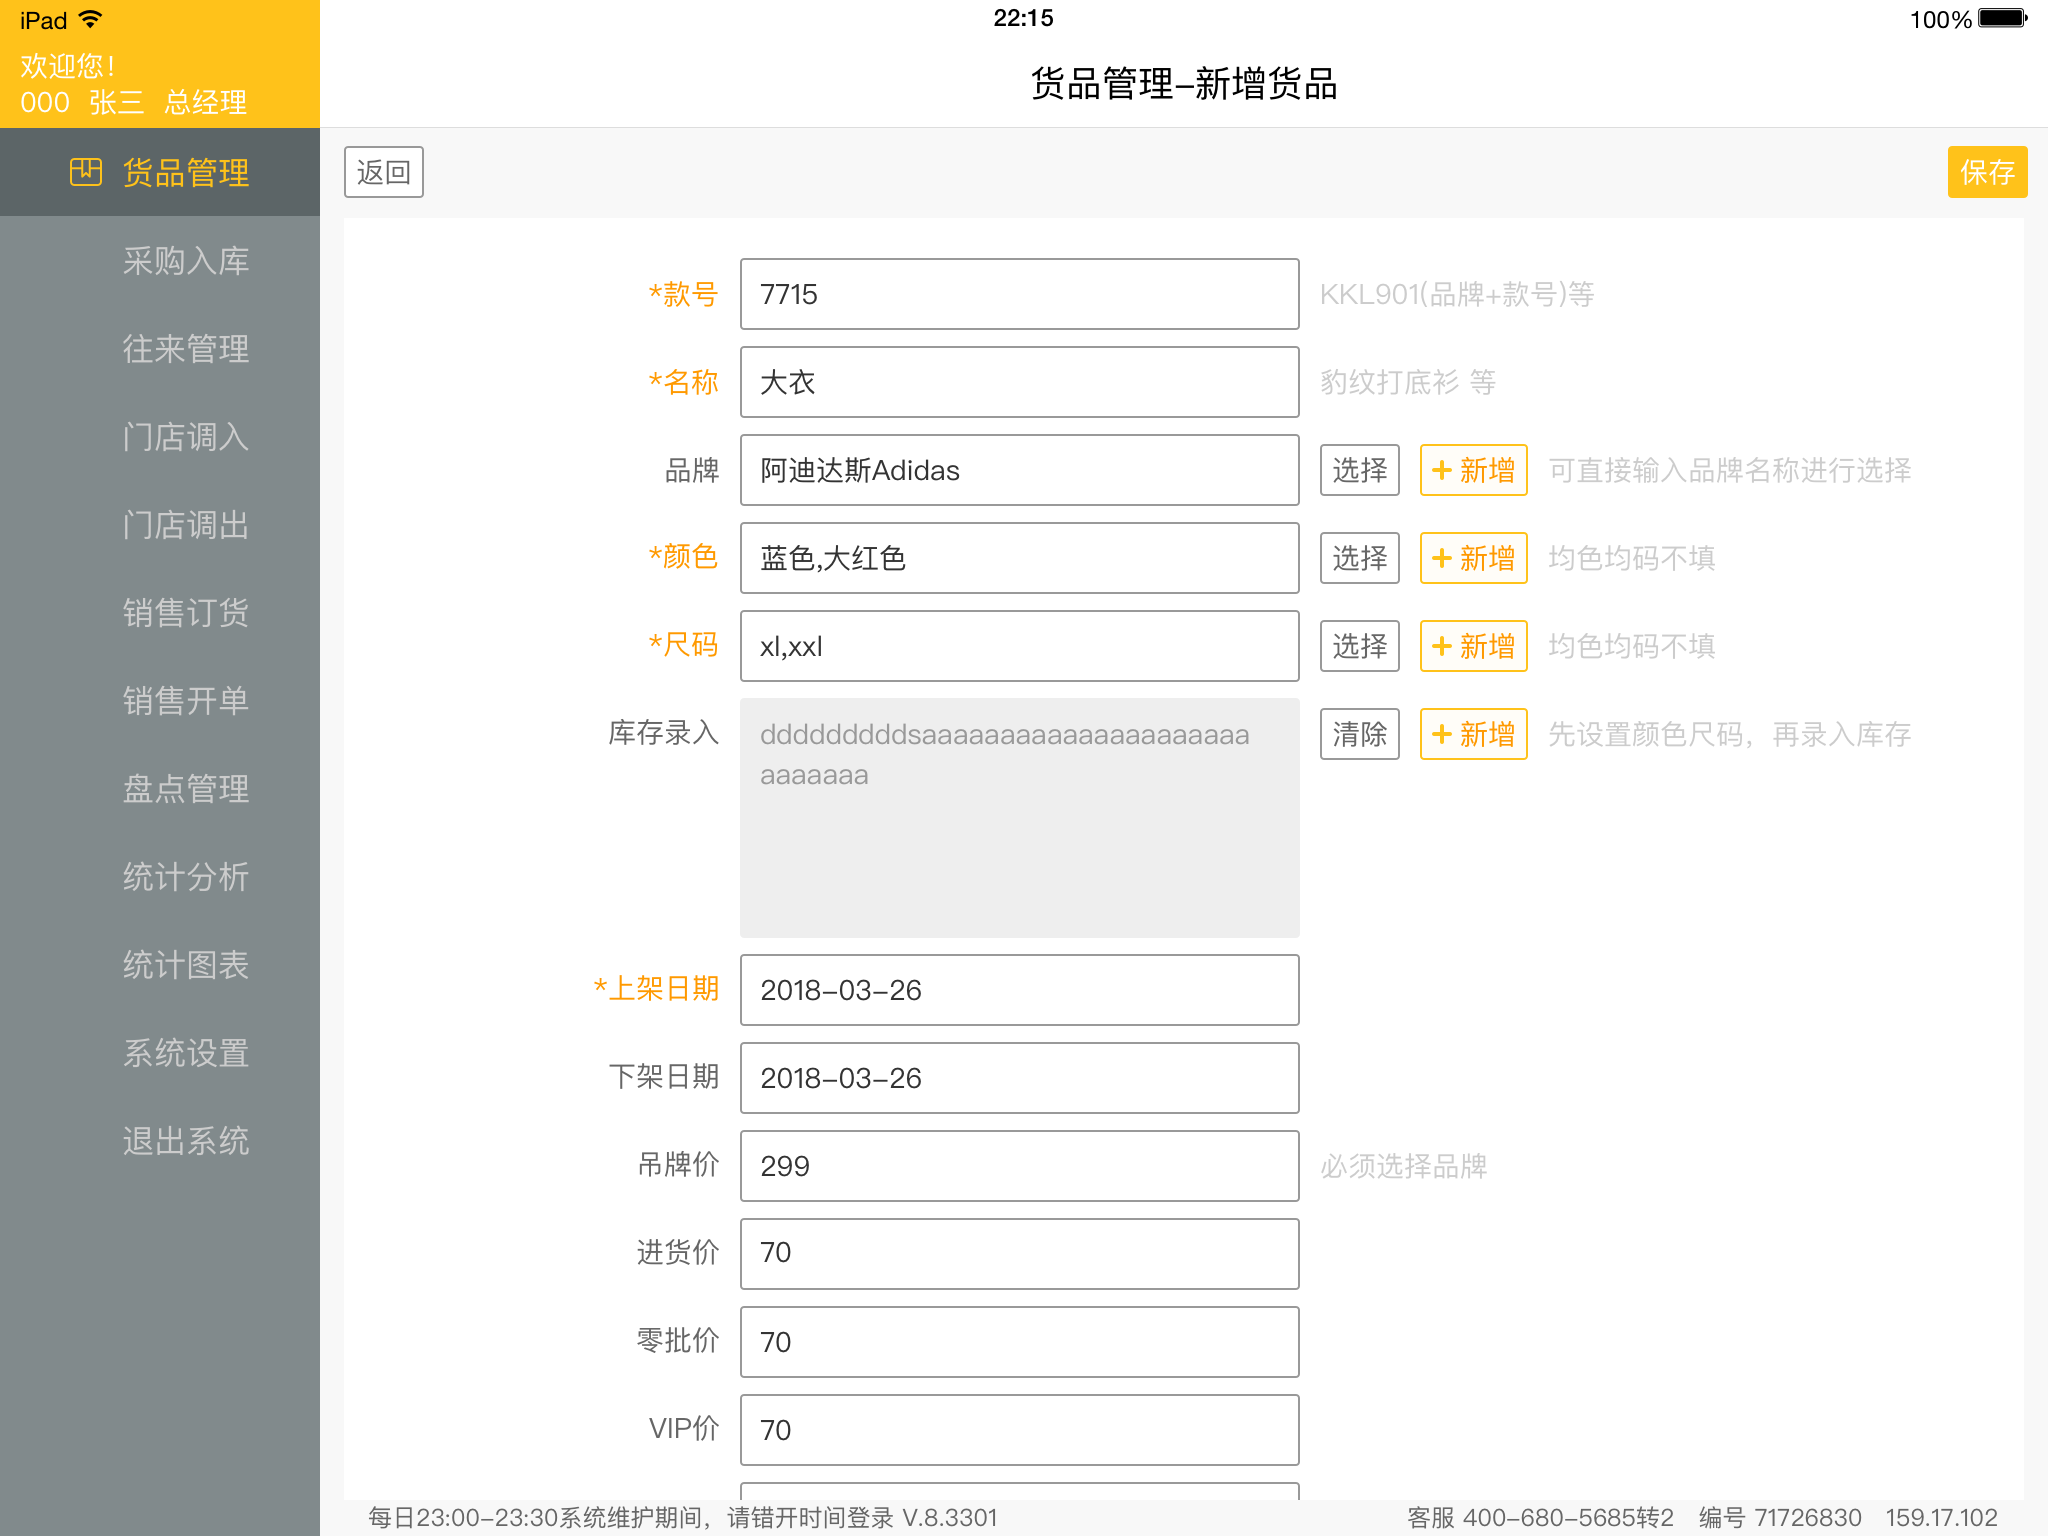 iPad 22:15 100%
欢迎您！
000 张三 总经理
货品管理–新增货品
货品管理
采购入库
往来管理
门店调入
门店调出
销售订货
销售开单
盘点管理
统计分析
统计图表
系统设置
退出系统
返回 保存
*款号 7715 KKL901(品牌+款号)等
*名称 大衣 豹纹打底衫 等
品牌 阿迪达斯Adidas 选择 + 新增 可直接输入品牌名称进行选择
*颜色 蓝色,大红色 选择 + 新增 均色均码不填
*尺码 xl,xxl 选择 + 新增 均色均码不填
库存录入 ddddddddddsaaaaaaaaaaaaaaaaaaaaa 清除 + 新增 先设置颜色尺码，再录入库存
aaaaaaa
*上架日期 2018–03–26
下架日期 2018–03–26
吊牌价 299 必须选择品牌
进货价 70
零批价 70
VIP价 70
每日23:00–23:30系统维护期间，请错开时间登录 V.8.3301 客服 400–680–5685转2 编号 71726830 159.17.102